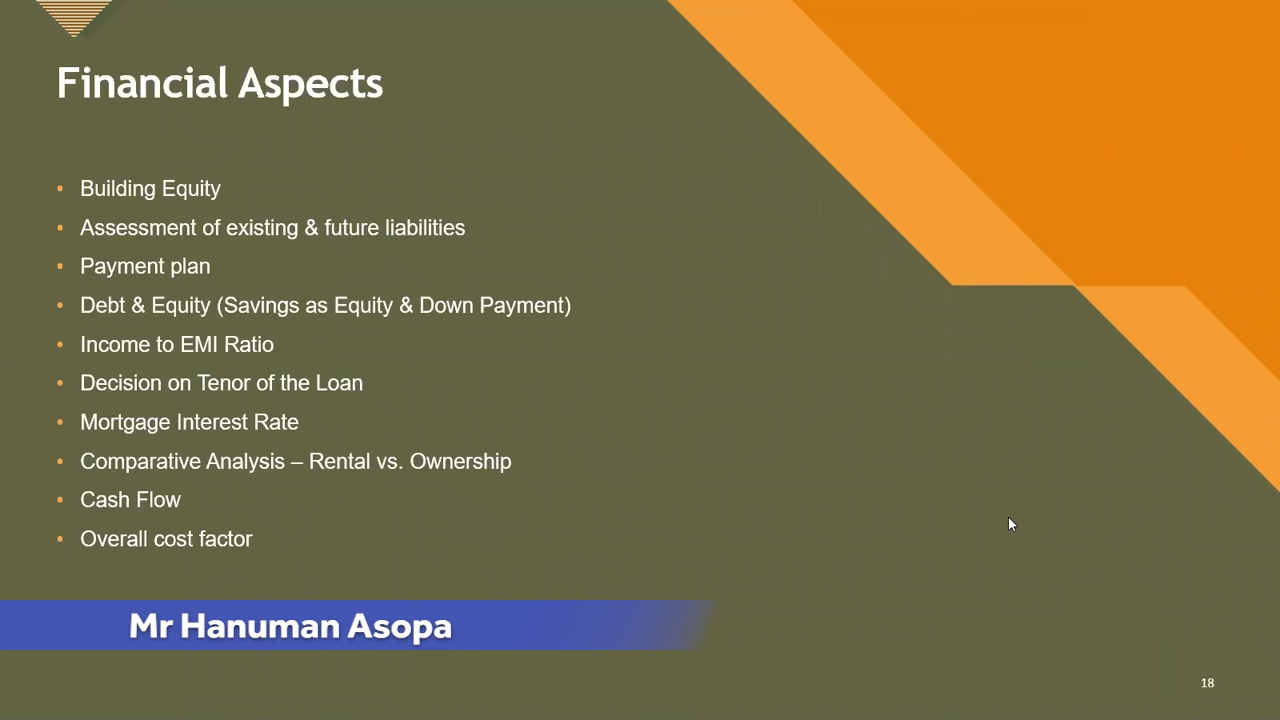 Financial Aspects
• Building Equity
• Assessment of existing & future liabilities
• Payment plan
• Debt & Equity (Savings as Equity & Down Payment)
• Income to EMI Ratio
• Decision on Tenor of the Loan
• Mortgage Interest Rate
• Comparative Analysis – Rental vs. Ownership
• Cash Flow
• Overall cost factor
Mr Hanuman Asopa
18